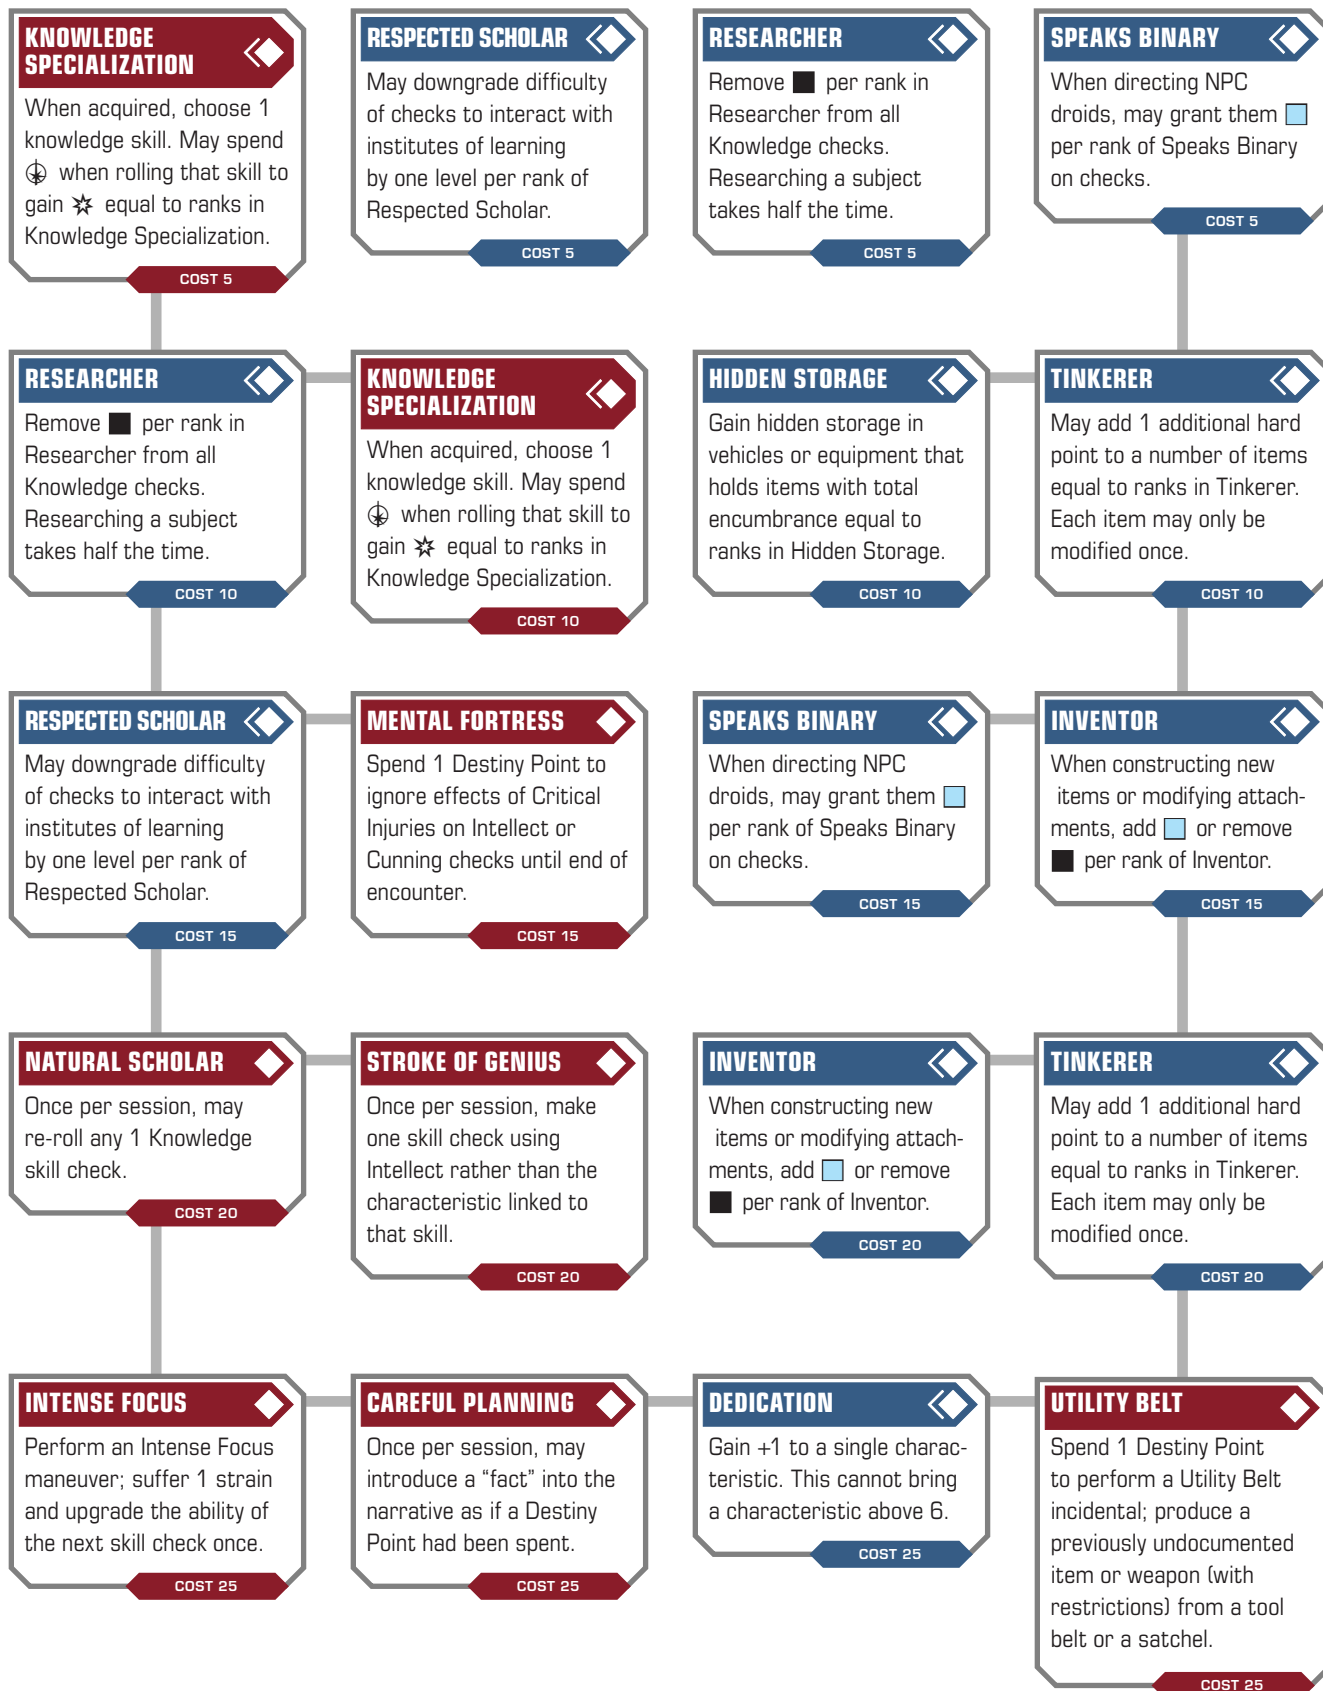 KNOWLEDGE
SPECIALIZATION
When acquired, choose 1
knowledge skill. May spend
when rolling that skill to
gain equal to ranks in
Knowledge Specialization.
COST 5
RESPECTED SCHOLAR
May downgrade difficulty
of checks to interact with
institutes of learning
by one level per rank of
Respected Scholar.
COST 5
RESEARCHER
Remove per rank in
Researcher from all
Knowledge checks.
Researching a subject
takes half the time.
COST 5
SPEAKS BINARY
When directing NPC
droids, may grant them
per rank of Speaks Binary
on checks.
COST 5
RESEARCHER
Remove per rank in
Researcher from all
Knowledge checks.
Researching a subject
takes half the time.
COST 10
KNOWLEDGE
SPECIALIZATION
When acquired, choose 1
knowledge skill. May spend
when rolling that skill to
gain equal to ranks in
Knowledge Specialization.
COST 10
HIDDEN STORAGE
Gain hidden storage in
vehicles or equipment that
holds items with total
encumbrance equal to
ranks in Hidden Storage.
COST 10
TINKERER
May add 1 additional hard
point to a number of items
equal to ranks in Tinkerer.
Each item may only be
modified once.
COST 10
RESPECTED SCHOLAR
May downgrade difficulty
of checks to interact with
institutes of learning
by one level per rank of
Respected Scholar.
COST 15
MENTAL FORTRESS
Spend 1 Destiny Point to
ignore effects of Critical
Injuries on Intellect or
Cunning checks until end of
encounter.
COST 15
SPEAKS BINARY
When directing NPC
droids, may grant them
per rank of Speaks Binary
on checks.
COST 15
INVENTOR
When constructing new
items or modifying attach-
ments, add or remove
per rank of Inventor.
COST 15
NATURAL SCHOLAR
Once per session, may
re-roll any 1 Knowledge
skill check.
COST 20
STROKE OF GENIUS
Once per session, make
one skill check using
Intellect rather than the
characteristic linked to
that skill.
COST 20
INVENTOR
When constructing new
items or modifying attach-
ments, add or remove
per rank of Inventor.
COST 20
TINKERER
May add 1 additional hard
point to a number of items
equal to ranks in Tinkerer.
Each item may only be
modified once.
COST 20
INTENSE FOCUS
Perform an Intense Focus
maneuver; suffer 1 strain
and upgrade the ability of
the next skill check once.
COST 25
CAREFUL PLANNING
Once per session, may
introduce a “fact” into the
narrative as if a Destiny
Point had been spent.
COST 25
DEDICATION
Gain +1 to a single charac-
teristic. This cannot bring
a characteristic above 6.
COST 25
UTILITY BELT
Spend 1 Destiny Point
to perform a Utility Belt
incidental; produce a
previously undocumented
item or weapon (with
restrictions) from a tool
belt or a satchel.
COST 25